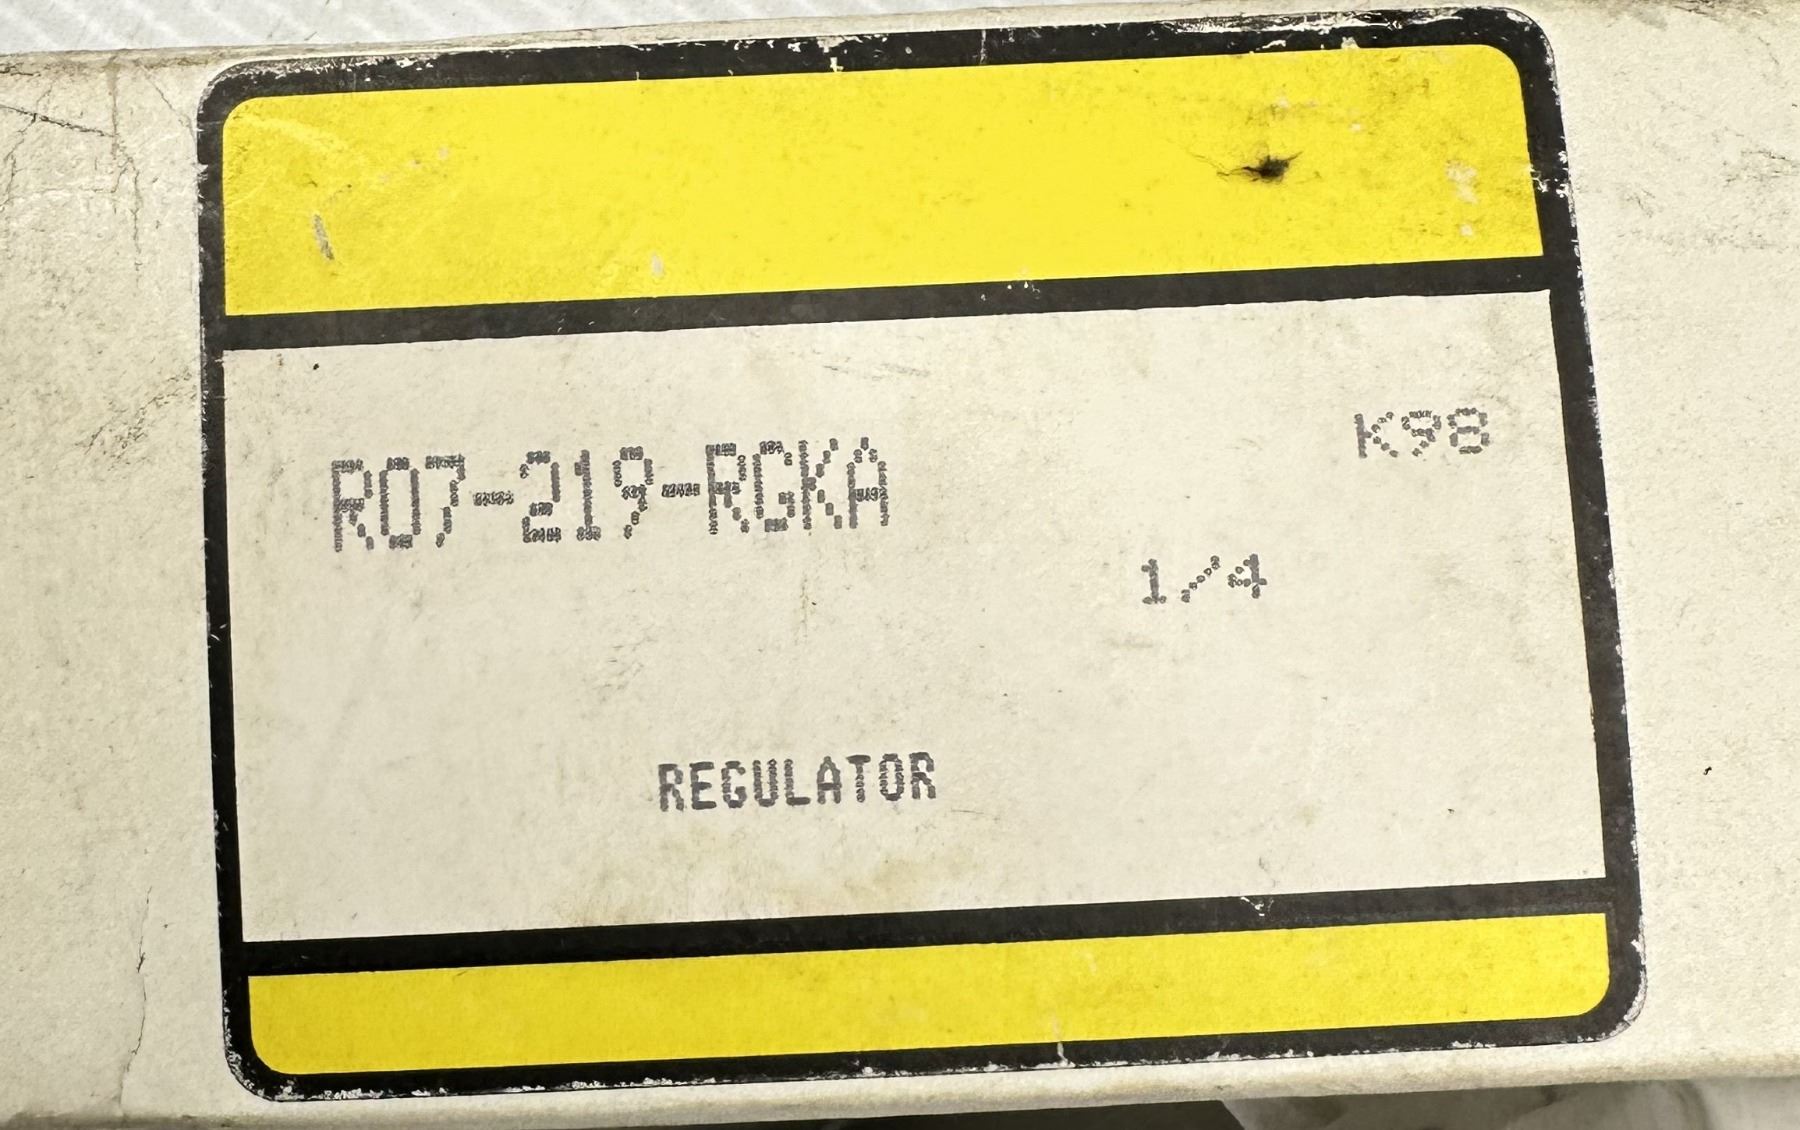 K98
R07-219-RGKA
1/4
REGULATOR